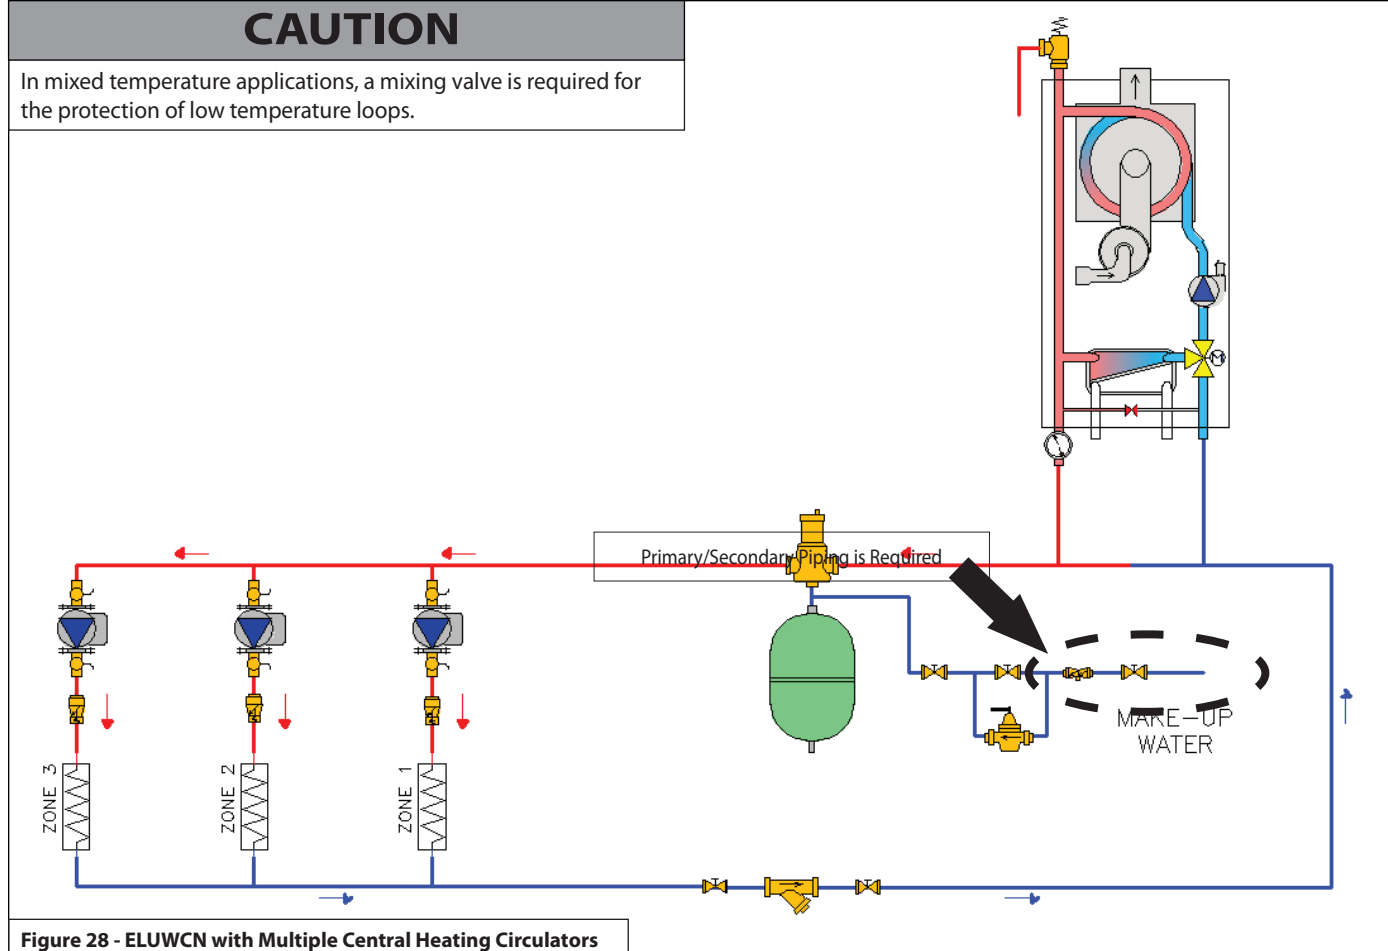 CAUTION
In mixed temperature applications, a mixing valve is required for
the protection of low temperature loops.
M
Primary/Secondary Piping is Required
MAKE-UP
WATER
ZONE 3
ZONE 2
ZONE 1
Figure 28 - ELUWCN with Multiple Central Heating Circulators